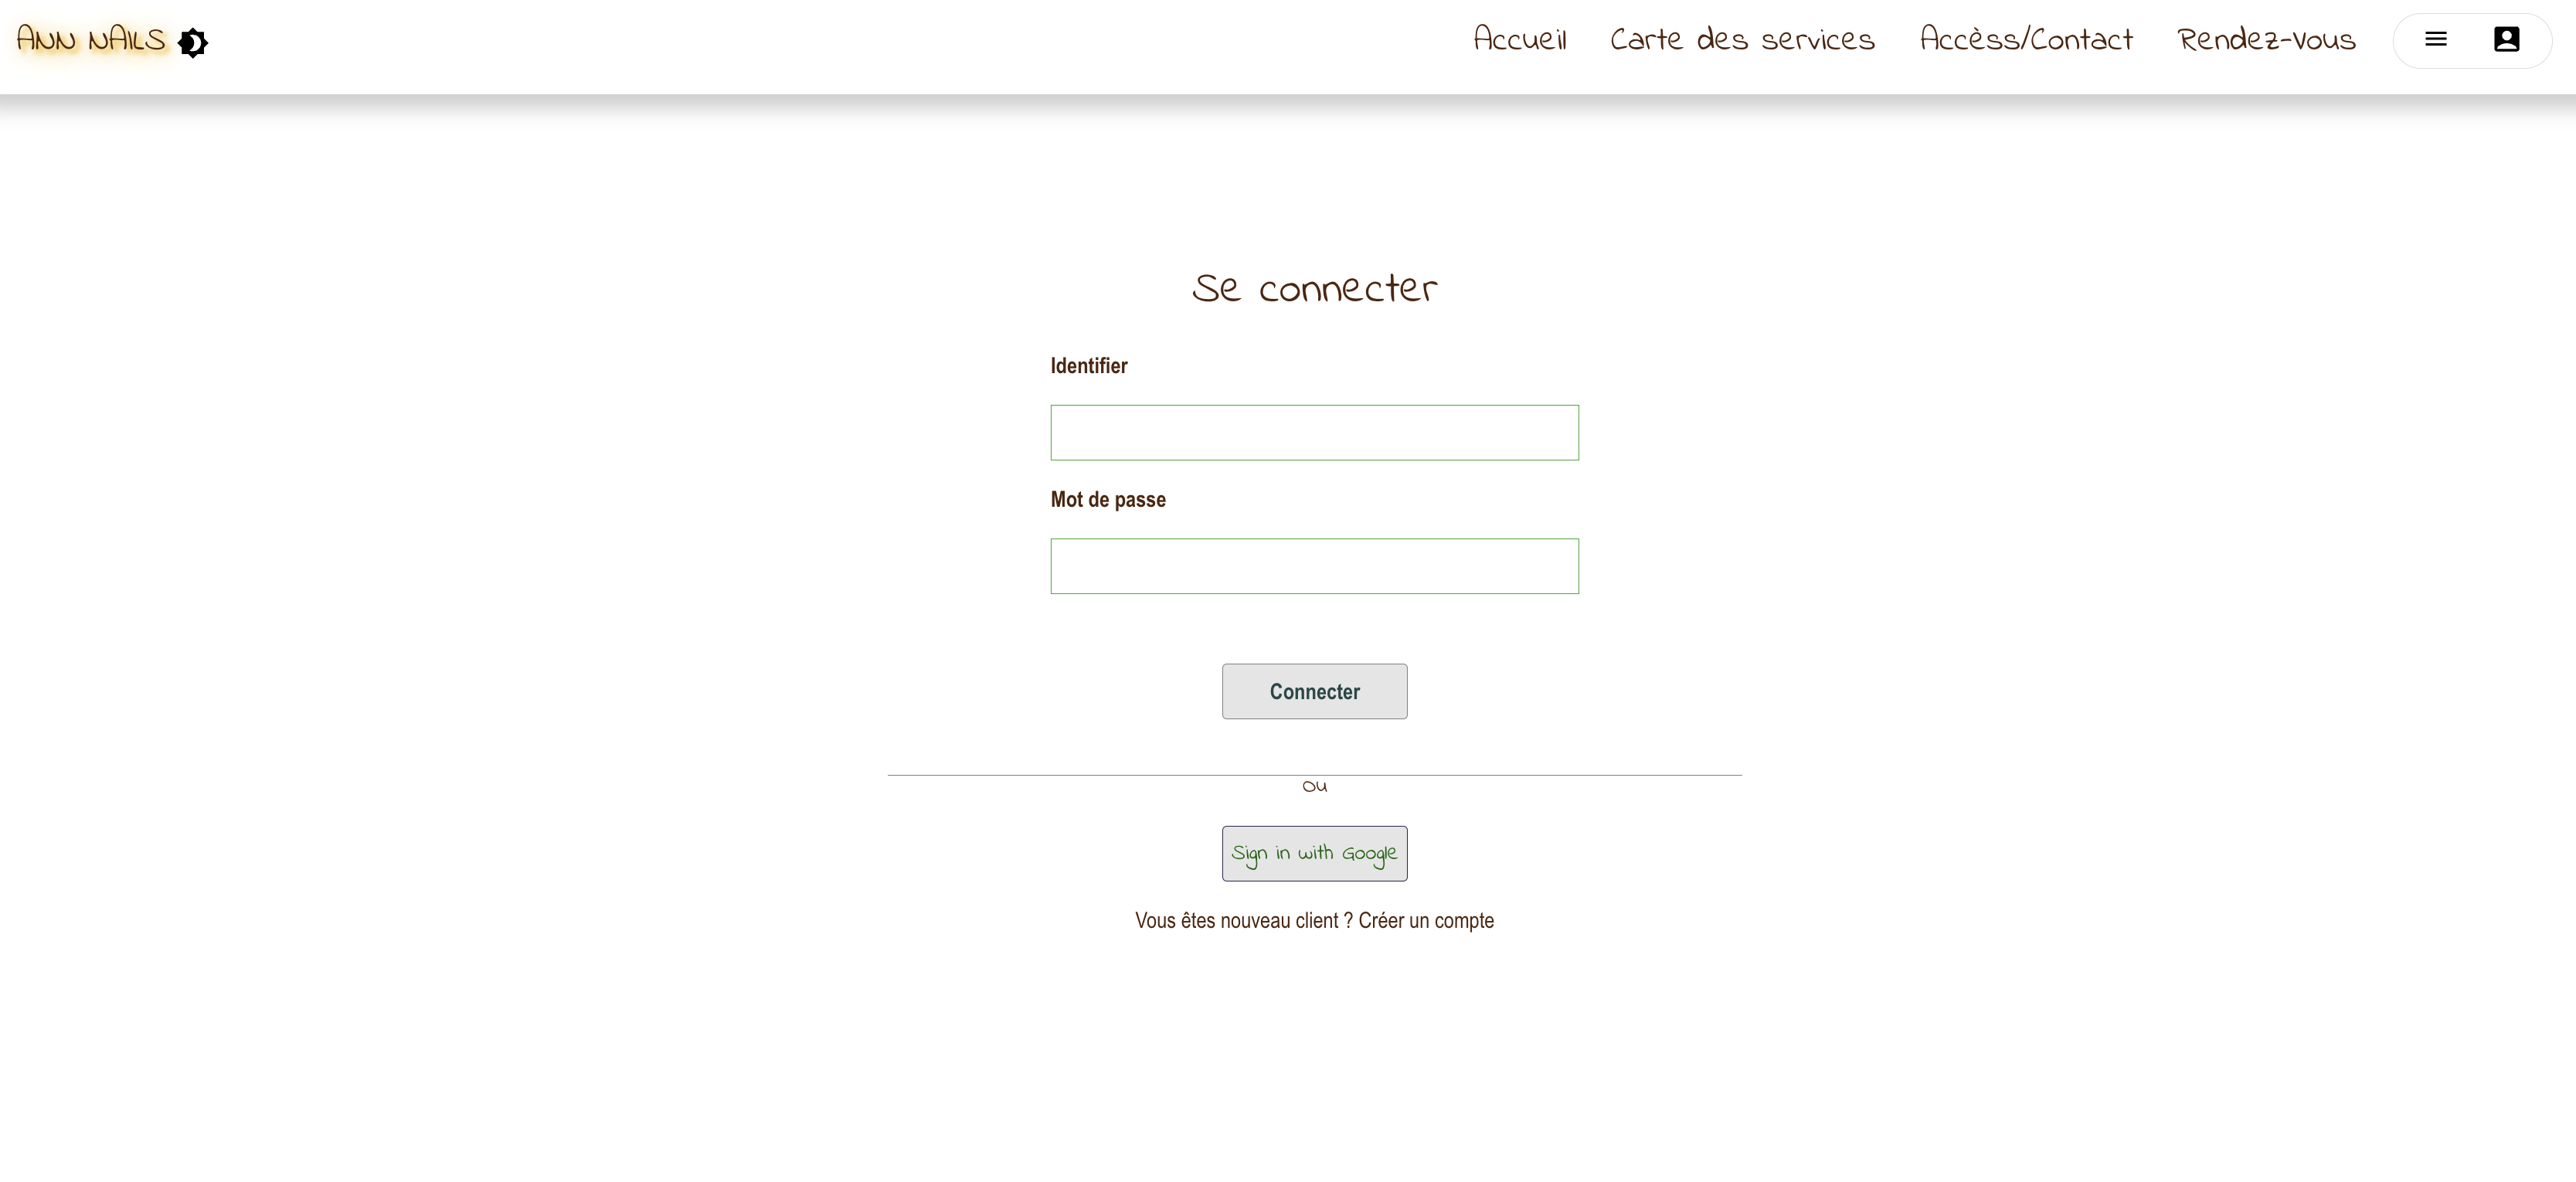 ANN NAILS
Accueil Carte des services Accèss/Contact Rendez-Vous
Se connecter
Identifier
Mot de passe
Connecter
ou
Sign in with Google
Vous êtes nouveau client ? Créer un compte